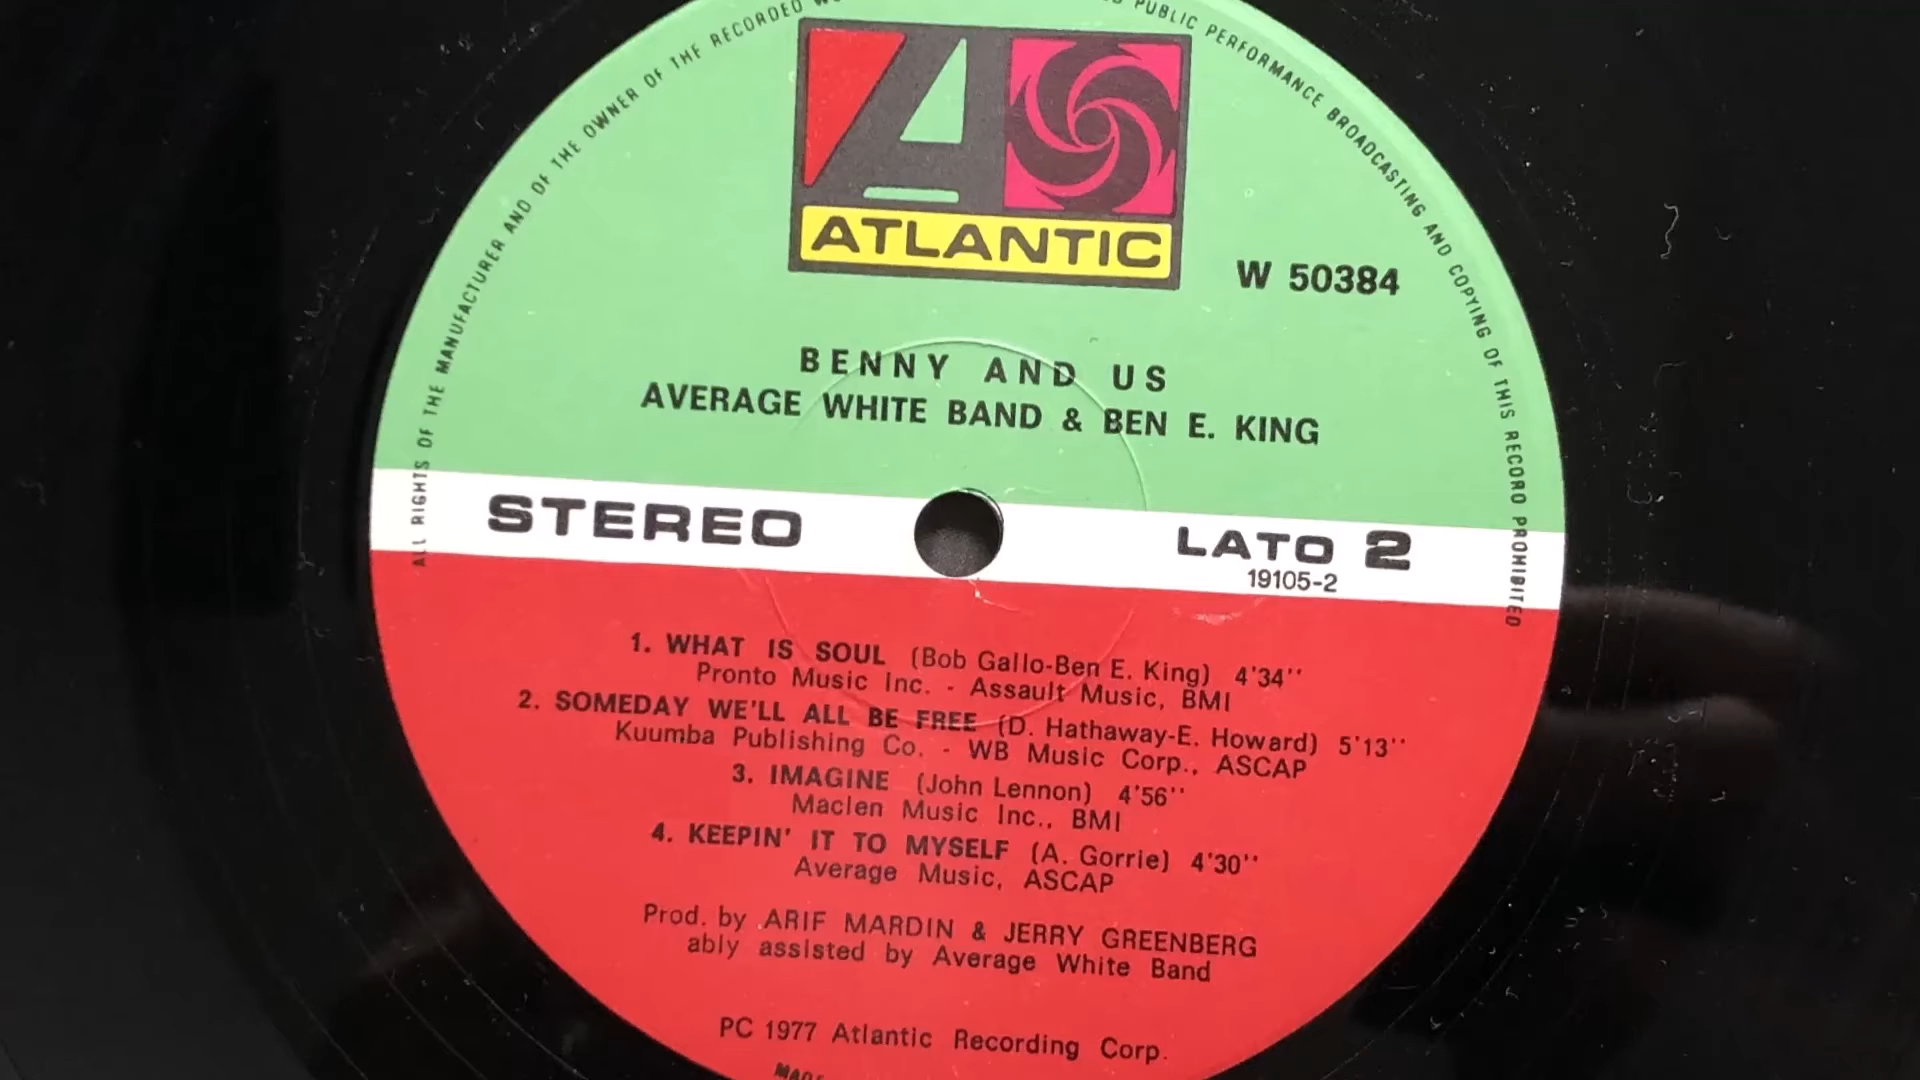 ALL RIGHTS OF THE MANUFACTURER AND OF THE OWNER OF THE RECORDED
PUBLIC PERFORMANCE BROADCASTING AND COPYING OF THIS RECORD PROHIBITED
A
ATLANTIC
W 50384
BENNY AND US
AVERAGE WHITE BAND & BEN E. KING
STEREO
LATO 2
19105-2
1. WHAT IS SOUL (Bob Gallo-Ben E. King) 4'34''
Pronto Music Inc. - Assault Music, BMI
2. SOMEDAY WE'LL ALL BE FREE (D. Hathaway-E. Howard) 5'13''
Kuumba Publishing Co. - WB Music Corp., ASCAP
3. IMAGINE (John Lennon) 4'56''
Maclen Music Inc., BMI
4. KEEPIN' IT TO MYSELF (A. Gorrie) 4'30''
Average Music, ASCAP
Prod. by ARIF MARDIN & JERRY GREENBERG
ably assisted by Average White Band
PC 1977 Atlantic Recording Corp.